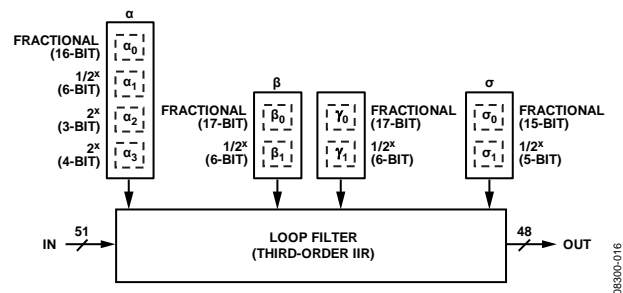 α
FRACTIONAL
(16-BIT)
α0
1/2x
(6-BIT)
α1
2x
(3-BIT)
α2
2x
(4-BIT)
α3
β
FRACTIONAL
(17-BIT)
β0
1/2x
(6-BIT)
β1
γ0
FRACTIONAL
(17-BIT)
γ1
1/2x
(6-BIT)
σ
σ0
FRACTIONAL
(15-BIT)
σ1
1/2x
(5-BIT)
IN
51
LOOP FILTER
(THIRD-ORDER IIR)
48
OUT
08300-016